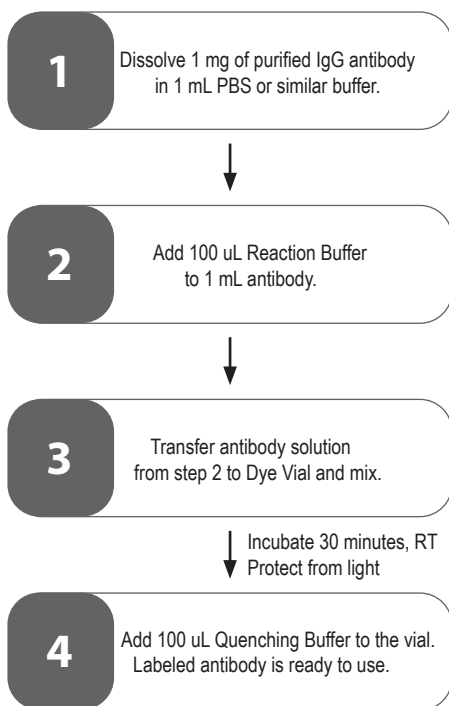 1
Dissolve 1 mg of purified IgG antibody
in 1 mL PBS or similar buffer.
2
Add 100 uL Reaction Buffer
to 1 mL antibody.
3
Transfer antibody solution
from step 2 to Dye Vial and mix.
Incubate 30 minutes, RT
Protect from light
4
Add 100 uL Quenching Buffer to the vial.
Labeled antibody is ready to use.